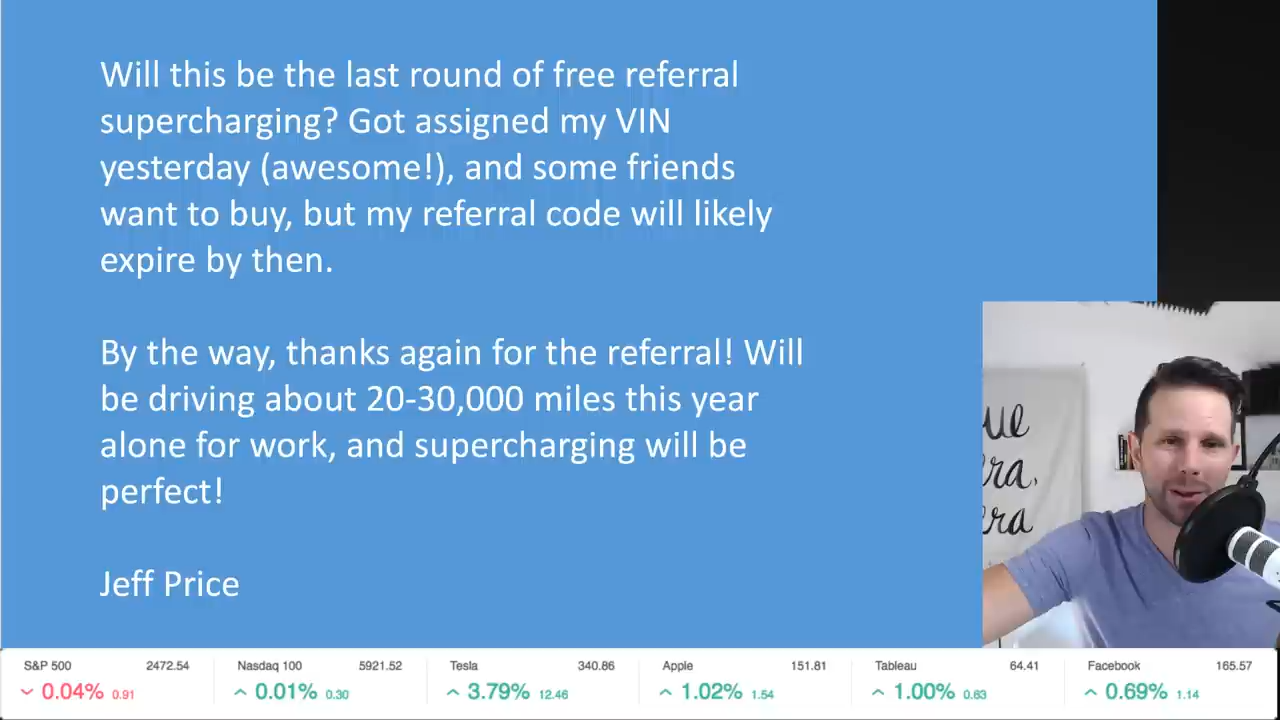 Will this be the last round of free referral
supercharging? Got assigned my VIN
yesterday (awesome!), and some friends
want to buy, but my referral code will likely
expire by then.
By the way, thanks again for the referral! Will
be driving about 20-30,000 miles this year
alone for work, and supercharging will be
perfect!
Jeff Price
S&P 500 2472.54 Nasdaq 100 5921.52 Tesla 340.86 Apple 151.81 Tableau 64.41 Facebook 165.57
0.04% 0.91 0.01% 0.30 3.79% 12.46 1.02% 1.54 1.00% 0.63 0.69% 1.14